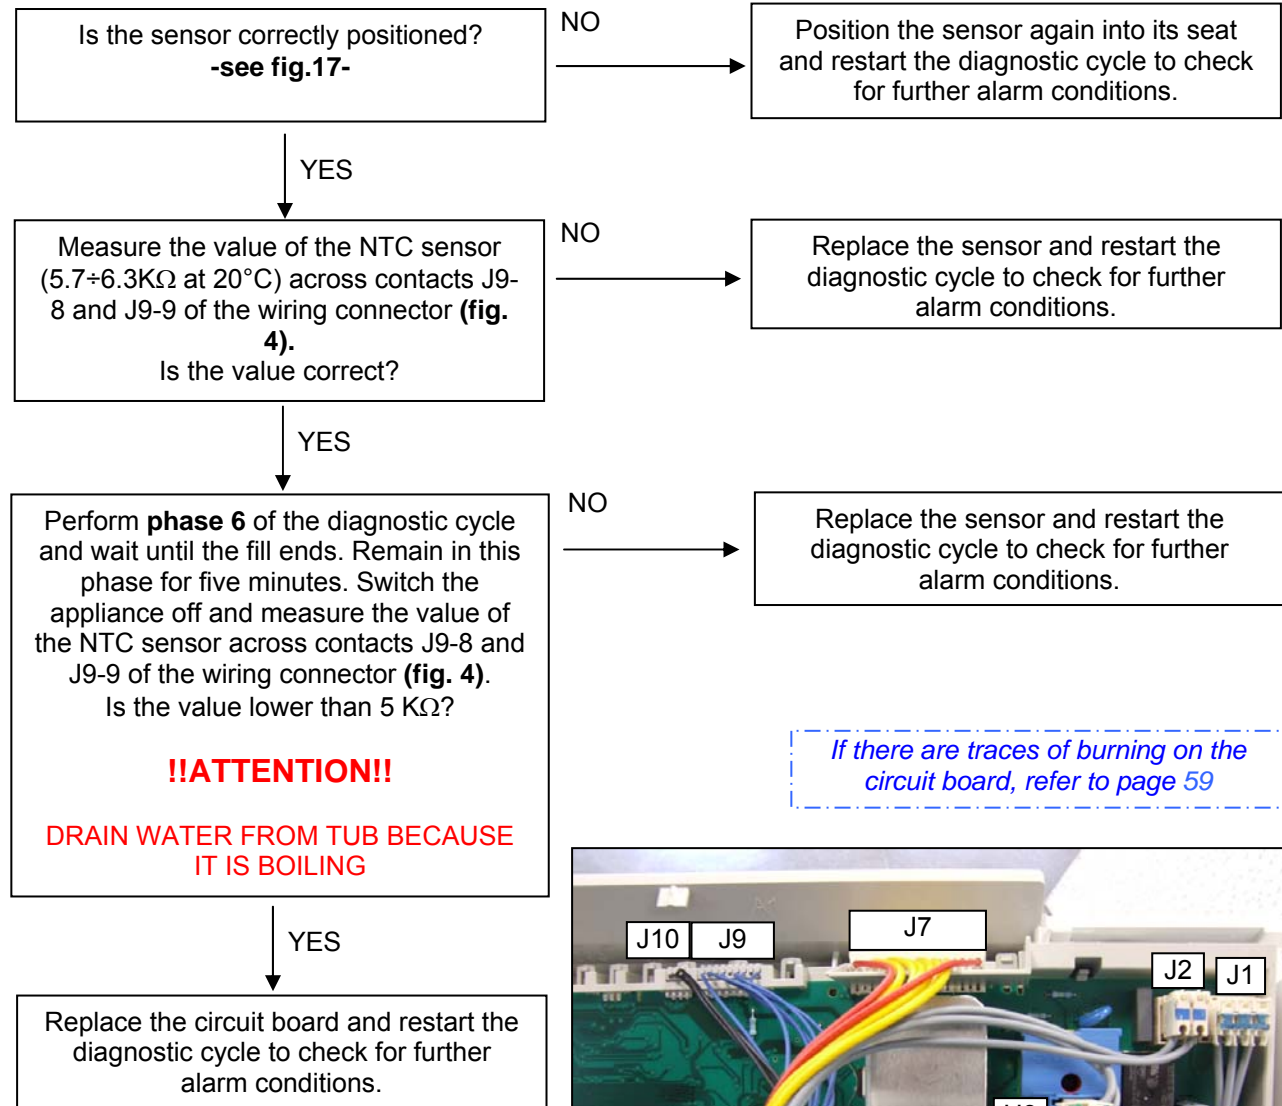 Is the sensor correctly positioned?
-see fig.17-
NO
Position the sensor again into its seat
and restart the diagnostic cycle to check
for further alarm conditions.
YES
Measure the value of the NTC sensor
(5.7÷6.3KΩ at 20°C) across contacts J9-
8 and J9-9 of the wiring connector (fig.
4).
Is the value correct?
NO
Replace the sensor and restart the
diagnostic cycle to check for further
alarm conditions.
YES
Perform phase 6 of the diagnostic cycle
and wait until the fill ends. Remain in this
phase for five minutes. Switch the
appliance off and measure the value of
the NTC sensor across contacts J9-8 and
J9-9 of the wiring connector (fig. 4).
Is the value lower than 5 KΩ?
!!ATTENTION!!
DRAIN WATER FROM TUB BECAUSE
IT IS BOILING
NO
Replace the sensor and restart the
diagnostic cycle to check for further
alarm conditions.
If there are traces of burning on the
circuit board, refer to page 59
YES
Replace the circuit board and restart the
diagnostic cycle to check for further
alarm conditions.
J10 J9 J7
J2 J1